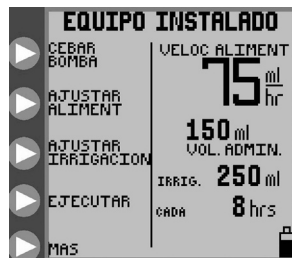 EQUIPO INSTALADO
CEBAR
BOMBA
AJUSTAR
ALIMENT
AJUSTAR
IRRIGACION
EJECUTAR
MAS
VELOC ALIMENT
75 ml
hr
150 ml
VOL. ADMIN.
IRRIG. 250 ml
CADA 8 hrs